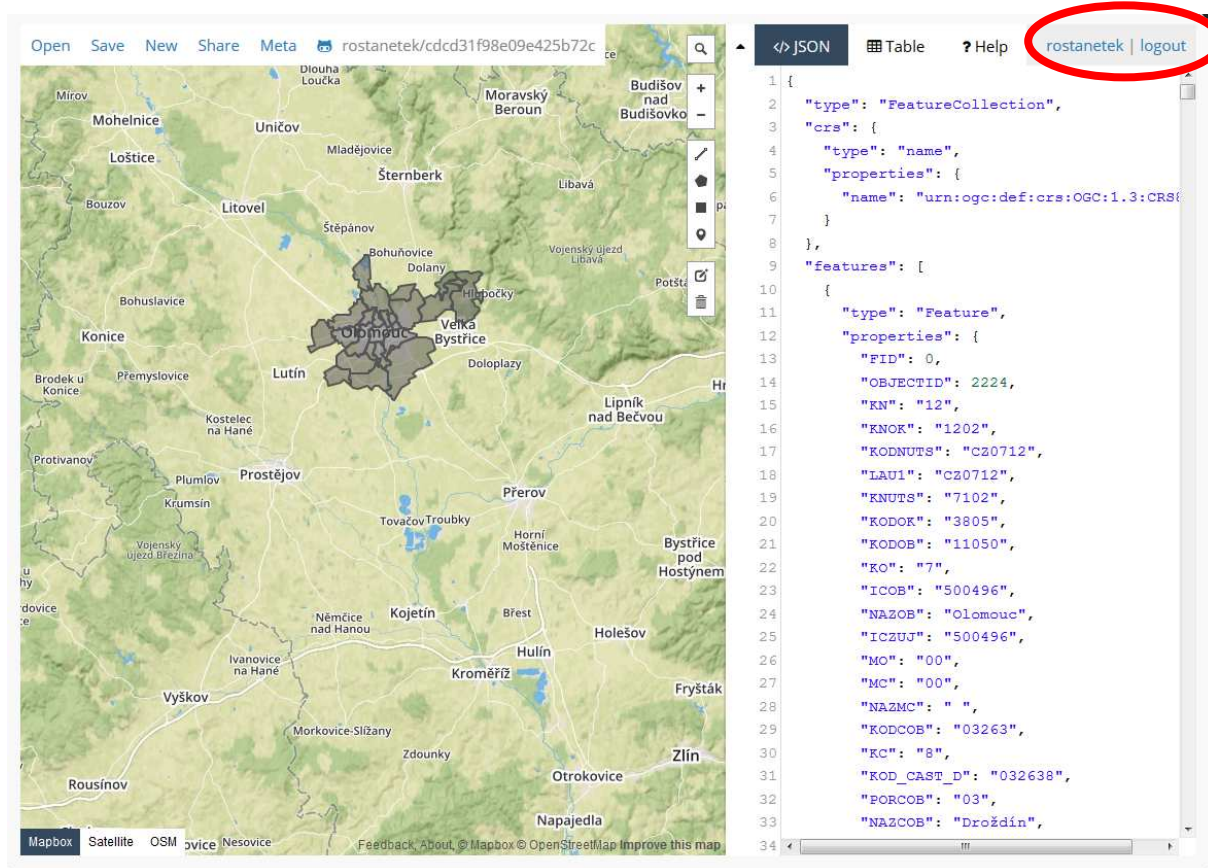 Open Save New Share Meta rostanetek/cdcd31f98e09e425b72c
</> JSON Table ? Help rostanetek | logout
Dlouha
Loučka
Mírov
Mohelnice
Uničov
Moravský
Beroun
Budišov
nad
Budišovko
Loštice
Mladějovice
Šternberk
Libavá
Bouzov
Litovel
Štěpánov
Bohuňovice
Dolany
Vojenský újezd
Libavá
Hlubočky
Potštá
Bohuslavice
Olomouc
Velká
Bystřice
Konice
Lutín
Doloplazy
Brodek u
Konice
Přemyslovice
Lipník
nad Bečvou
Kostelec
na Hané
Protivanov
Plumlov
Prostějov
Krumsín
Přerov
Tovačov
Troubky
Vojenský
újezd Březina
Horní
Moštěnice
Bystřice
pod
Hostýnem
Němčice
nad Hanou
Kojetín
Břest
Holešov
Ivanovice
na Hané
Hulín
Kroměříž
Fryšták
Vyškov
Morkovice-Slížany
Zdounky
Zlín
Rousínov
Otrokovice
Napajedla
Nesovice
Mapbox Satellite OSM
Feedback, About, © Mapbox © OpenStreetMap Improve this map
1 {
2 "type": "FeatureCollection",
3 "crs": {
4 "type": "name",
5 "properties": {
6 "name": "urn:ogc:def:crs:OGC:1.3:CRS8
7 }
8 },
9 "features": [
10 {
11 "type": "Feature",
12 "properties": {
13 "FID": 0,
14 "OBJECTID": 2224,
15 "KN": "12",
16 "KNOK": "1202",
17 "KODNUTS": "CZ0712",
18 "LAU1": "CZ0712",
19 "KNUTS": "7102",
20 "KODOK": "3805",
21 "KODOB": "11050",
22 "KO": "7",
23 "ICOB": "500496",
24 "NAZOB": "Olomouc",
25 "ICZUJ": "500496",
26 "MO": "00",
27 "MC": "00",
28 "NAZMC": " ",
29 "KODCOB": "03263",
30 "KC": "8",
31 "KOD_CAST_D": "032638",
32 "PORCOB": "03",
33 "NAZCOB": "Droždín",
34